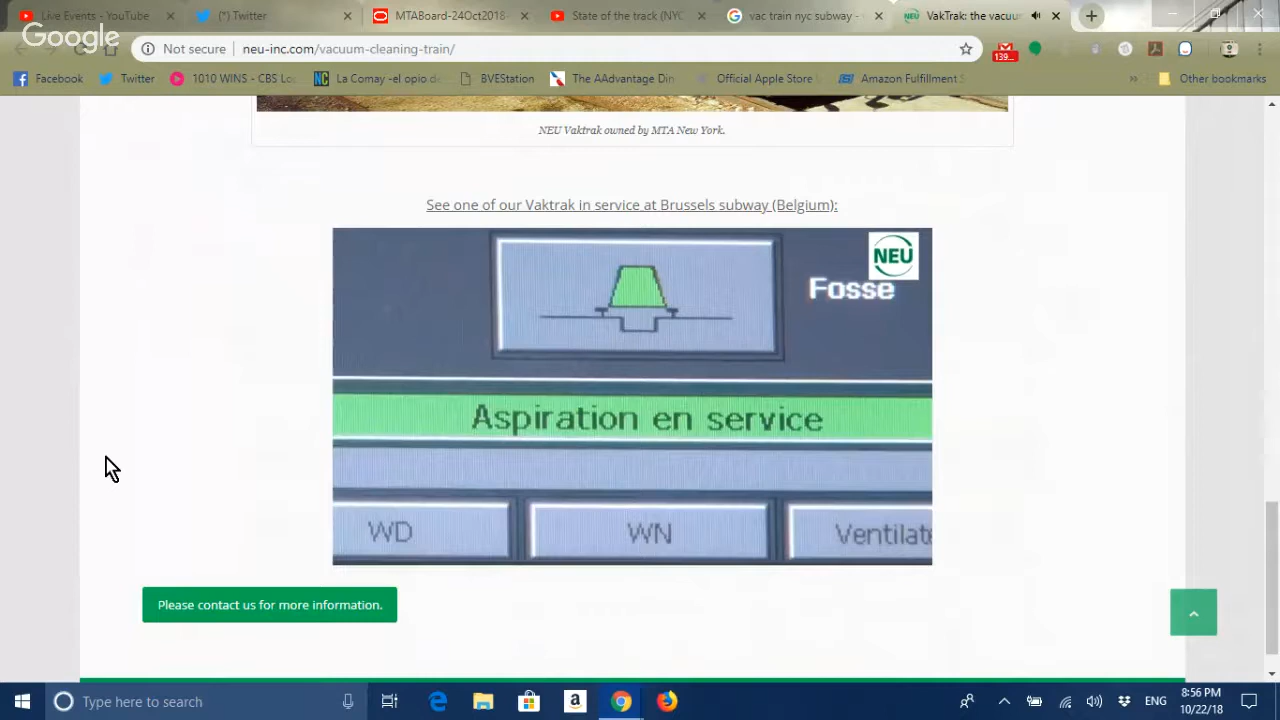 Live Events - YouTube
(*) Twitter
MTABoard-24Oct2018-
State of the track (NYC
vac train nyc subway -
VakTrak: the vacuum
Google
Not secure
neu-inc.com/vacuum-cleaning-train/
139...
Facebook
Twitter
1010 WINS - CBS Lo
La Comay -el opio de
BVEStation
The AAdvantage Din
Official Apple Store
Amazon Fulfillment S
»
Other bookmarks
NEU Vaktrak owned by MTA New York.
See one of our Vaktrak in service at Brussels subway (Belgium):
NEU
Fosse
Aspiration en service
WD
WN
Ventilat
Please contact us for more information.
Type here to search
ENG
8:56 PM
10/22/18